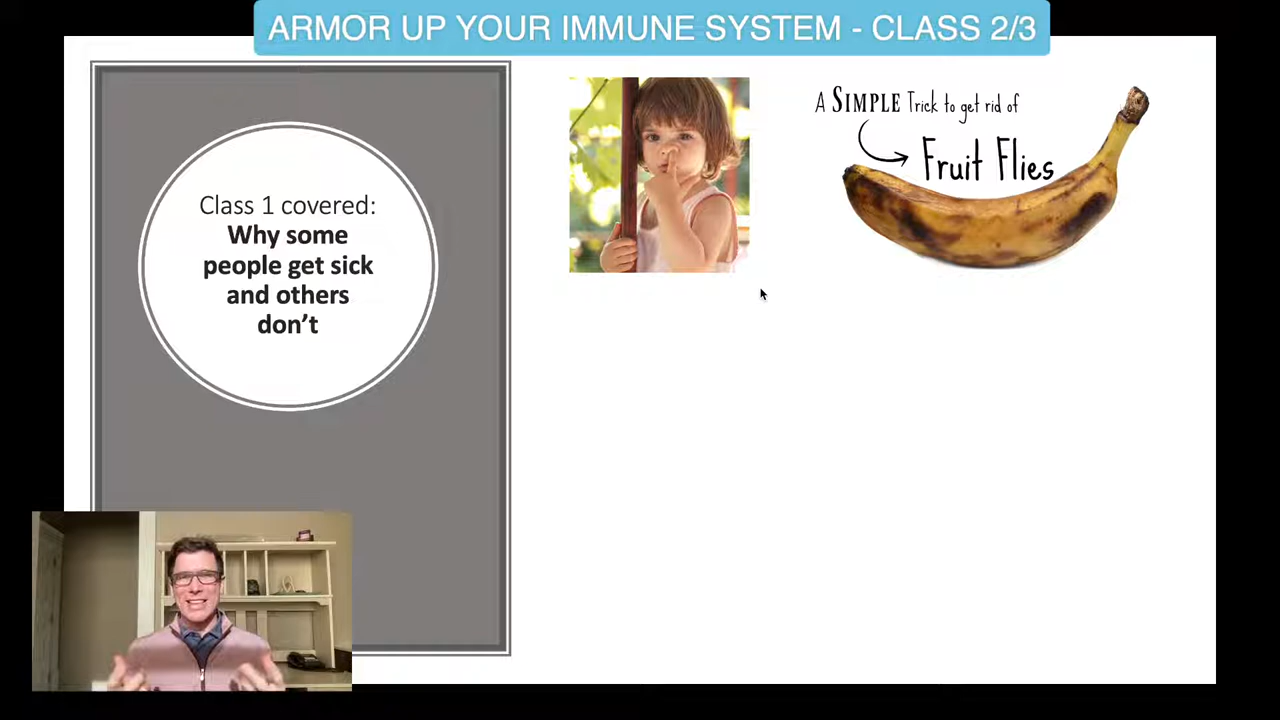 ARMOR UP YOUR IMMUNE SYSTEM - CLASS 2/3
Class 1 covered:
Why some
people get sick
and others
don't
A SIMPLE Trick to get rid of
Fruit Flies